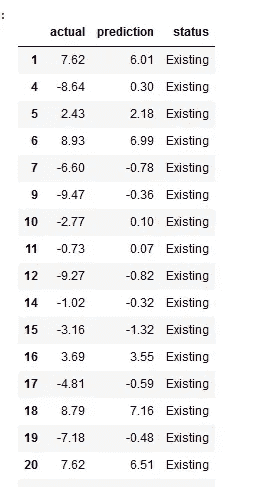 :
actual prediction status
1 7.62 6.01 Existing
4 -8.64 0.30 Existing
5 2.43 2.18 Existing
6 8.93 6.99 Existing
7 -6.60 -0.78 Existing
9 -9.47 -0.36 Existing
10 -2.77 0.10 Existing
11 -0.73 0.07 Existing
12 -9.27 -0.82 Existing
14 -1.02 -0.32 Existing
15 -3.16 -1.32 Existing
16 3.69 3.55 Existing
17 -4.81 -0.59 Existing
18 8.79 7.16 Existing
19 -7.18 -0.48 Existing
20 7.62 6.51 Existing